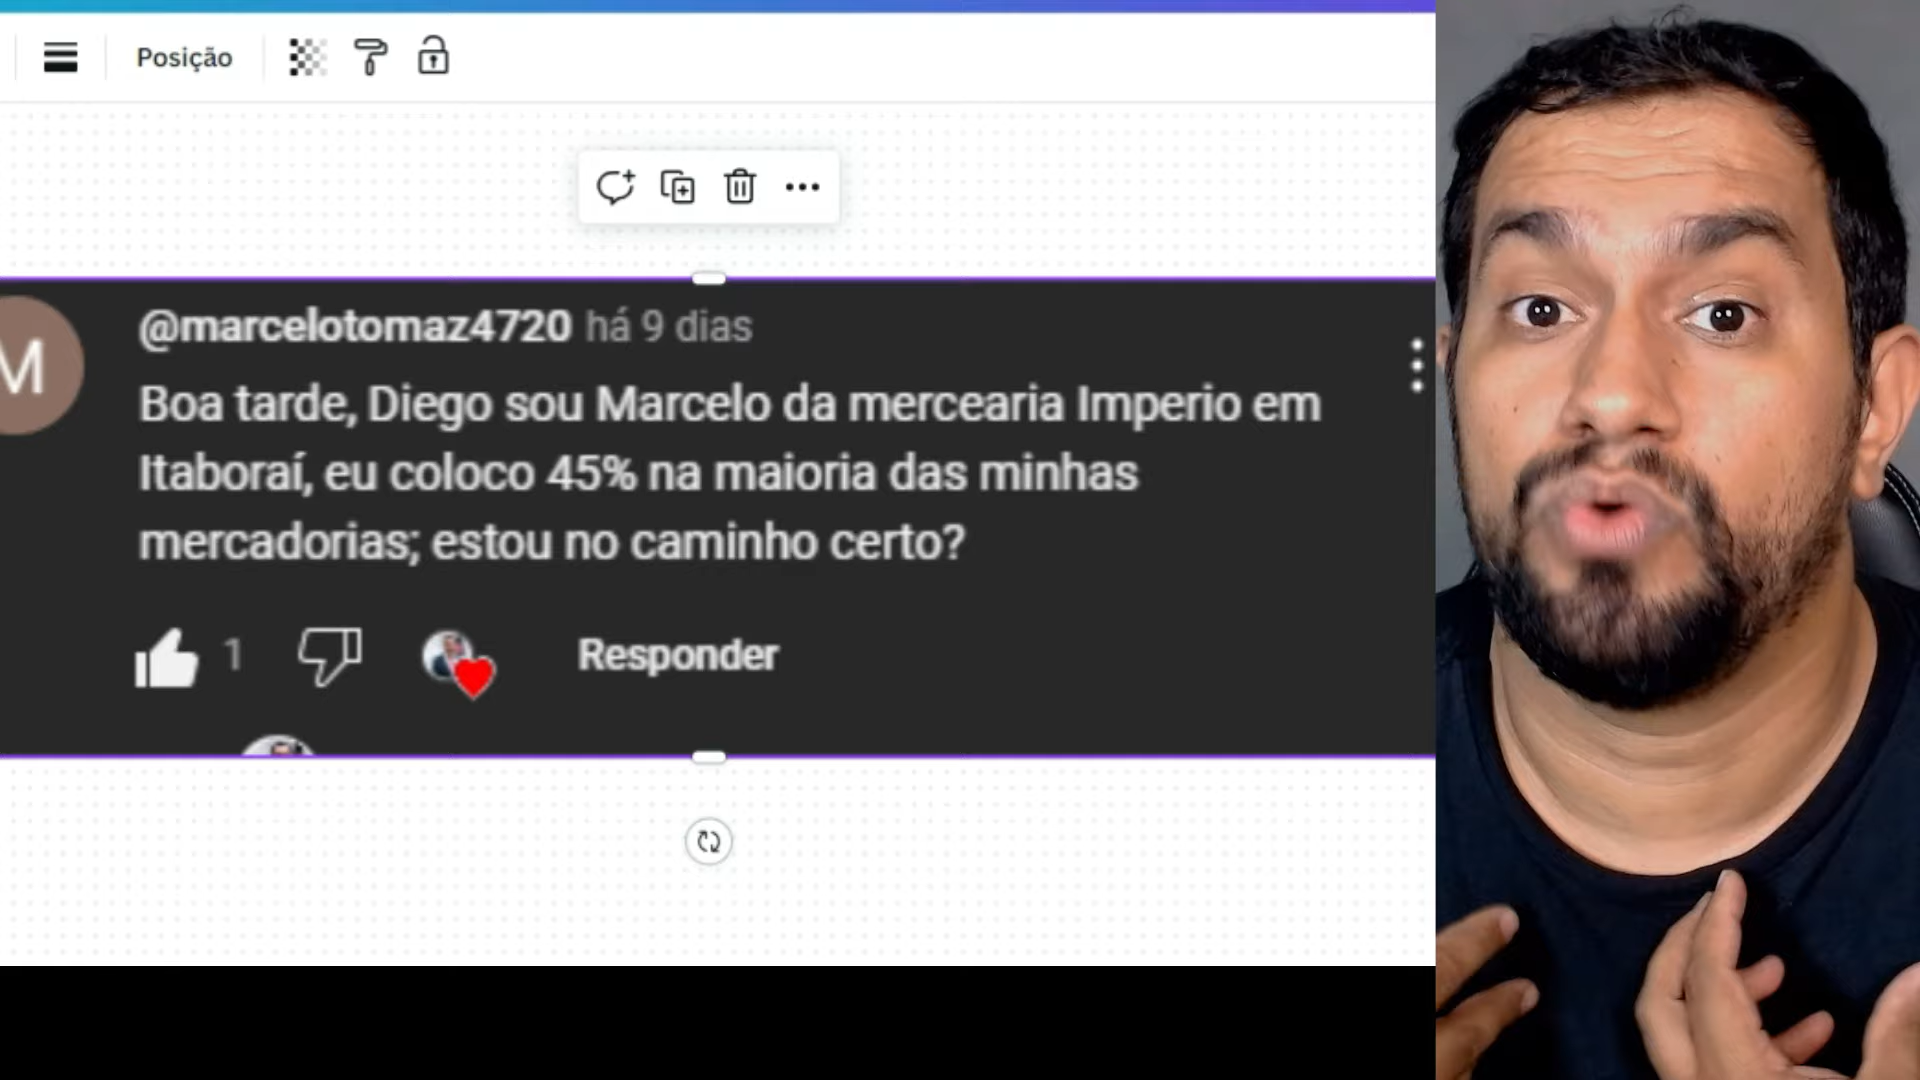 Posição
@marcelotomaz4720 há 9 dias
M
Boa tarde, Diego sou Marcelo da mercearia Imperio em
Itaboraí, eu coloco 45% na maioria das minhas
mercadorias; estou no caminho certo?
1
Responder